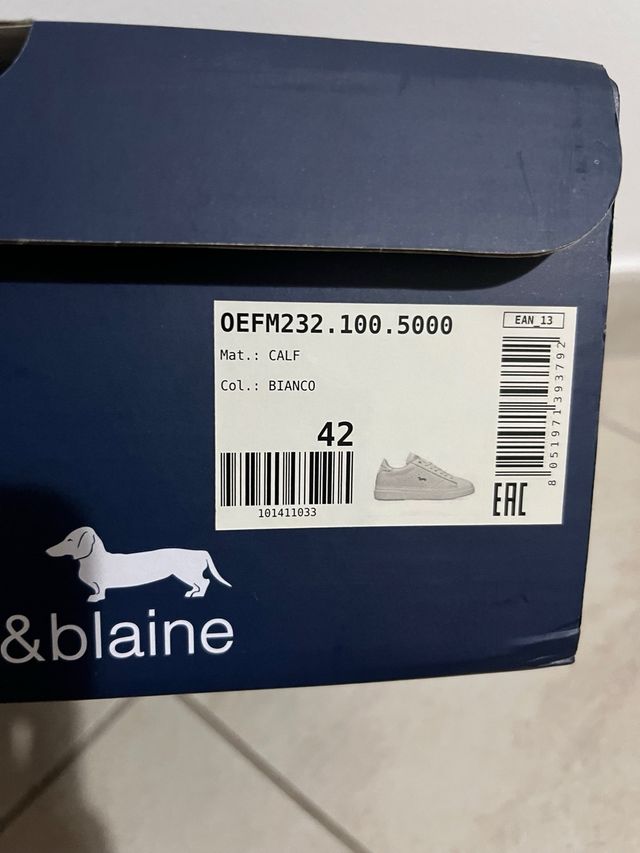 OEFM232.100.5000
EAN_13
Mat.: CALF
Col.: BIANCO
42
101411033
8051971393792
EAC
&blaine